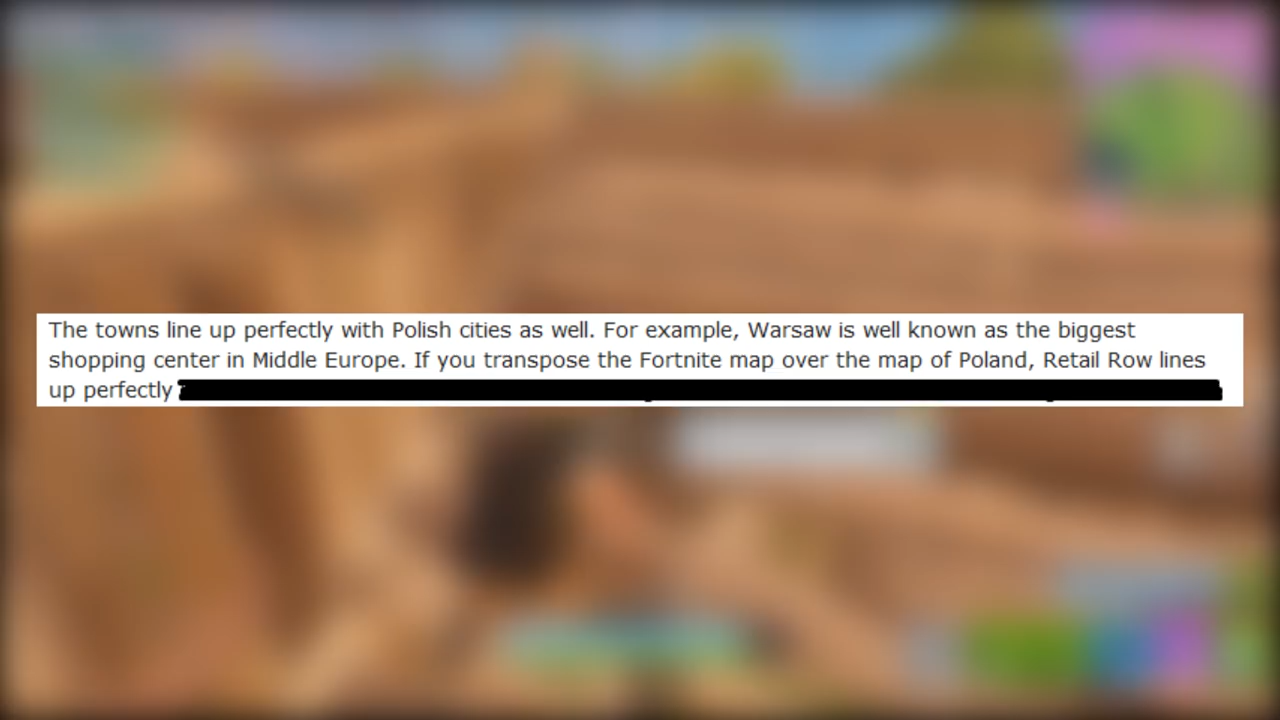 The towns line up perfectly with Polish cities as well. For example, Warsaw is well known as the biggest
shopping center in Middle Europe. If you transpose the Fortnite map over the map of Poland, Retail Row lines
up perfectly